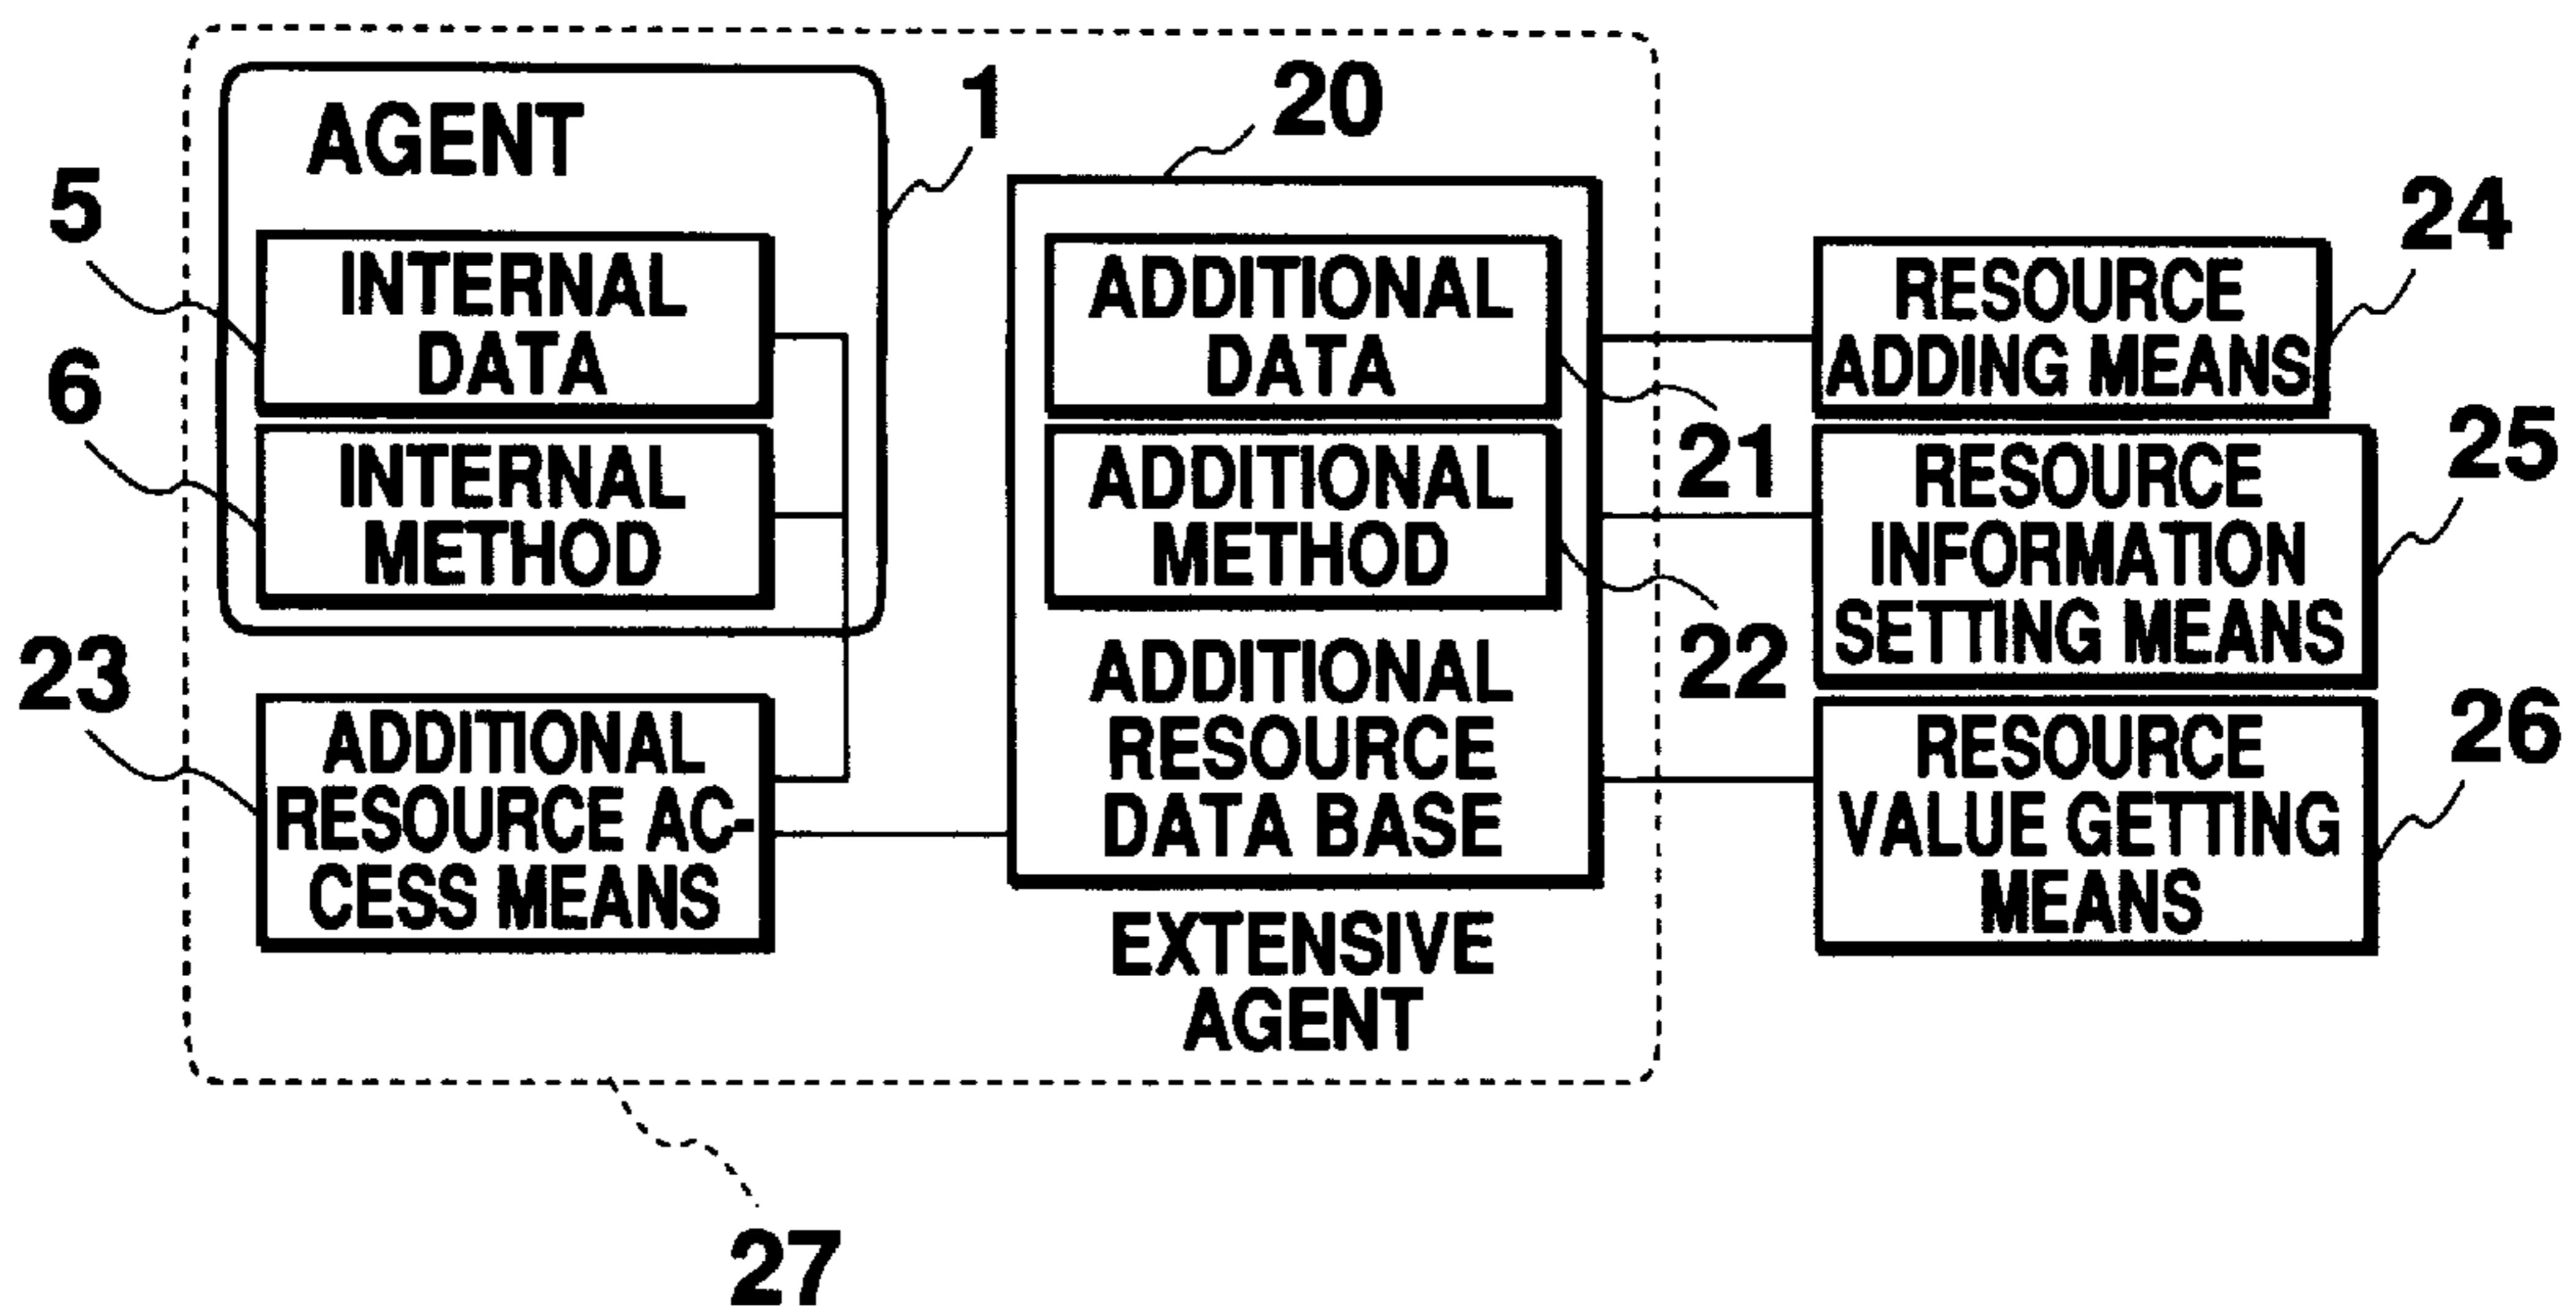 AGENT
1
20
5
INTERNAL
DATA
6
INTERNAL
METHOD
23
ADDITIONAL
RESOURCE AC-
CESS MEANS
ADDITIONAL
DATA
21
ADDITIONAL
METHOD
22
ADDITIONAL
RESOURCE
DATA BASE
EXTENSIVE
AGENT
24
RESOURCE
ADDING MEANS
25
RESOURCE
INFORMATION
SETTING MEANS
26
RESOURCE
VALUE GETTING
MEANS
27